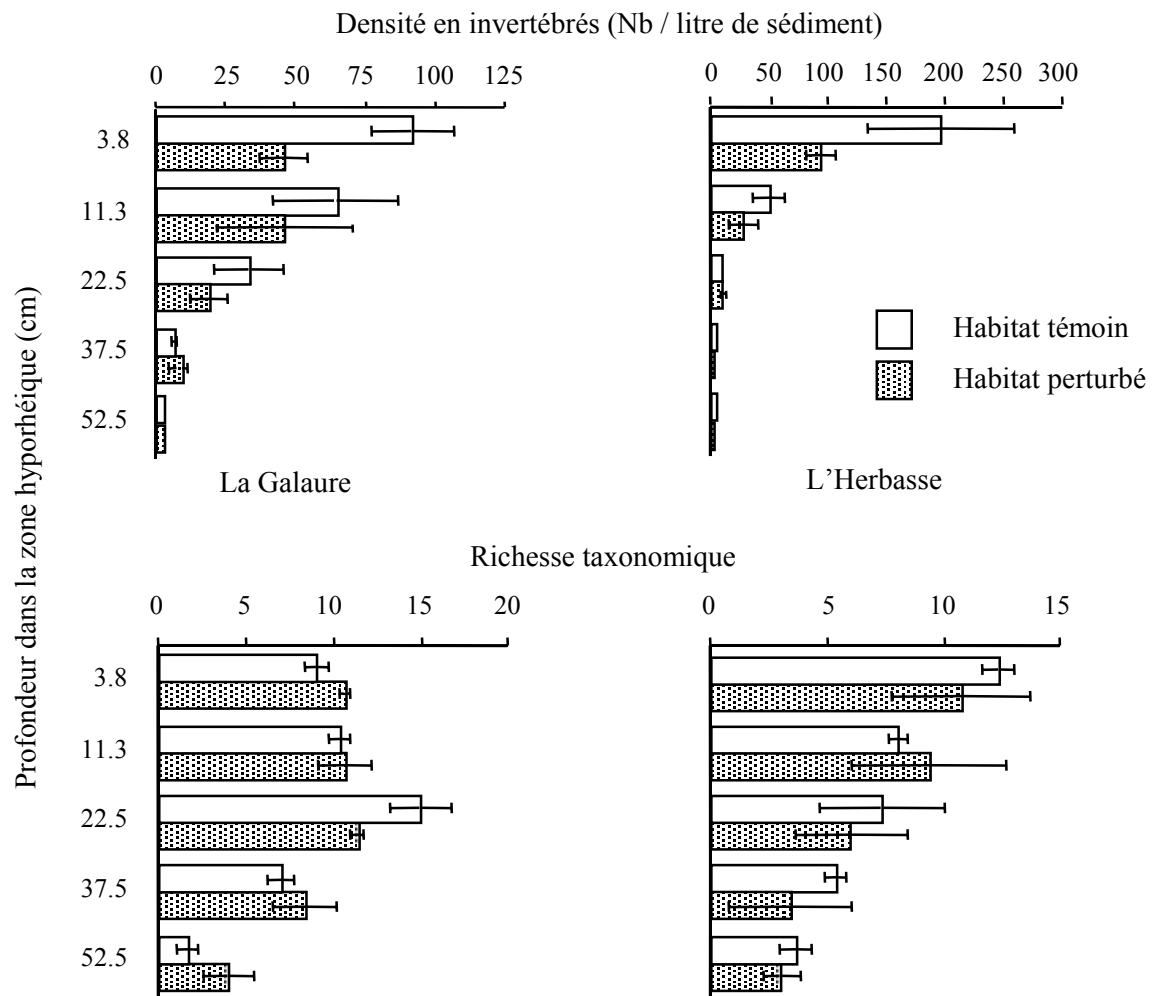 Densité en invertébrés (Nb / litre de sédiment)
0 25 50 75 100 125
0 50 100 150 200 250 300
3.8
11.3
22.5
37.5
52.5
Habitat témoin
Habitat perturbé
La Galaure
L’Herbasse
Profondeur dans la zone hyporhéique (cm)
Richesse taxonomique
0 5 10 15 20
0 5 10 15
3.8
11.3
22.5
37.5
52.5